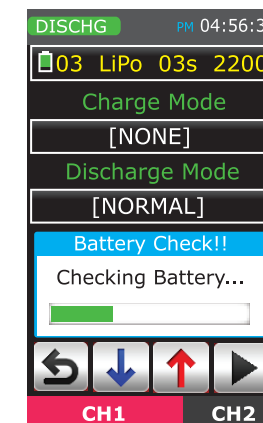 DISCHG PM 04:56:3
03 LiPo 03s 2200
Charge Mode
[NONE]
Discharge Mode
[NORMAL]
Battery Check!!
Checking Battery...
CH1 CH2